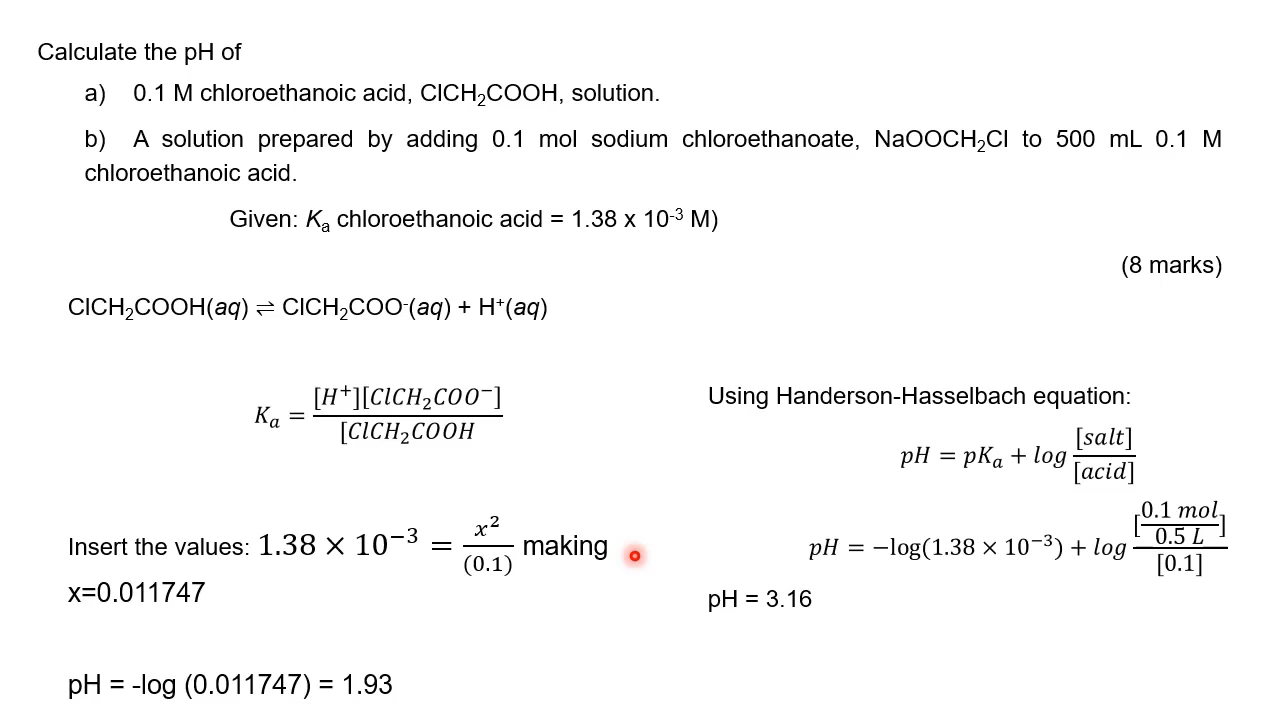 Calculate the pH of
a) 0.1 M chloroethanoic acid, ClCH₂COOH, solution.
b) A solution prepared by adding 0.1 mol sodium chloroethanoate, NaOOCH₂Cl to 500 mL 0.1 M
chloroethanoic acid.
Given: Kₐ chloroethanoic acid = 1.38 x 10⁻³ M)
(8 marks)
ClCH₂COOH(aq) ⇌ ClCH₂COO⁻(aq) + H⁺(aq)
Kₐ = [H⁺][ClCH₂COO⁻] / [ClCH₂COOH
Insert the values: 1.38 × 10⁻³ = x² / (0.1) making
x=0.011747
pH = -log (0.011747) = 1.93
Using Handerson-Hasselbach equation:
pH = pKₐ + log [salt] / [acid]
pH = −log(1.38 × 10⁻³) + log [0.1 mol / 0.5 L] / [0.1]
pH = 3.16